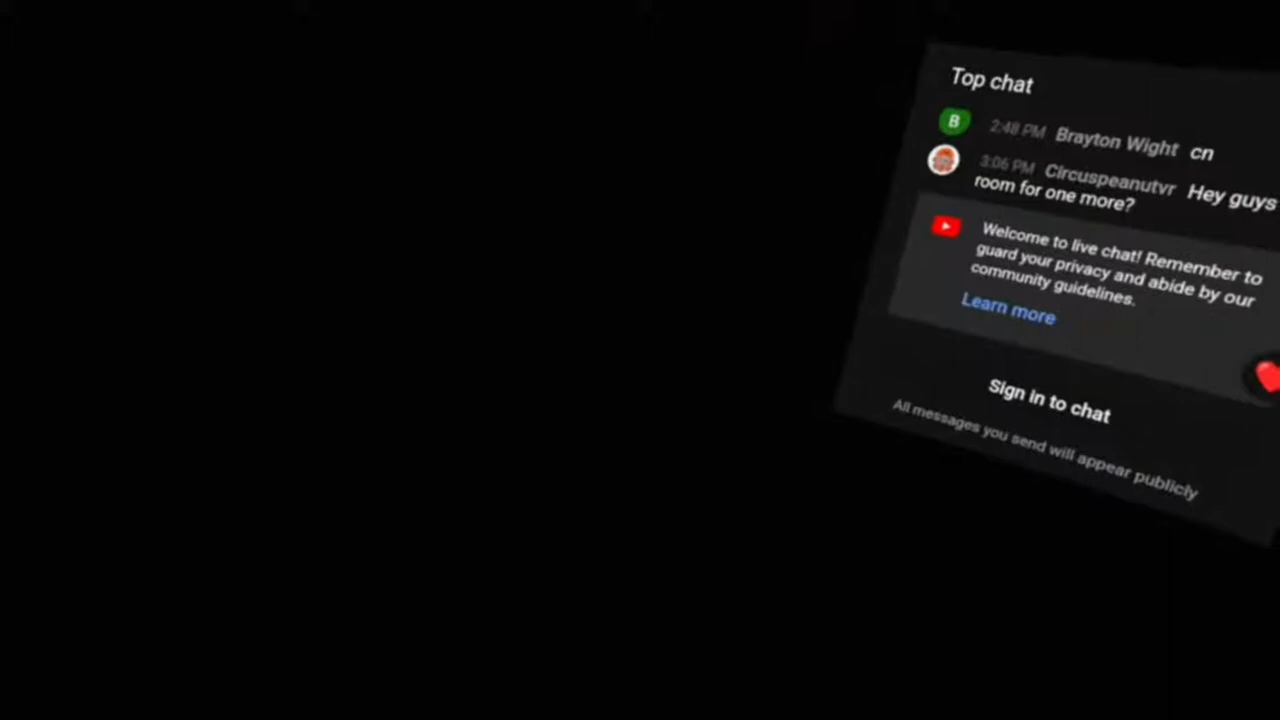 Top chat
B
2:48 PM Brayton Wight cn
3:06 PM Circuspeanutvr Hey guys
room for one more?
Welcome to live chat! Remember to
guard your privacy and abide by our
community guidelines.
Learn more
Sign in to chat
All messages you send will appear publicly